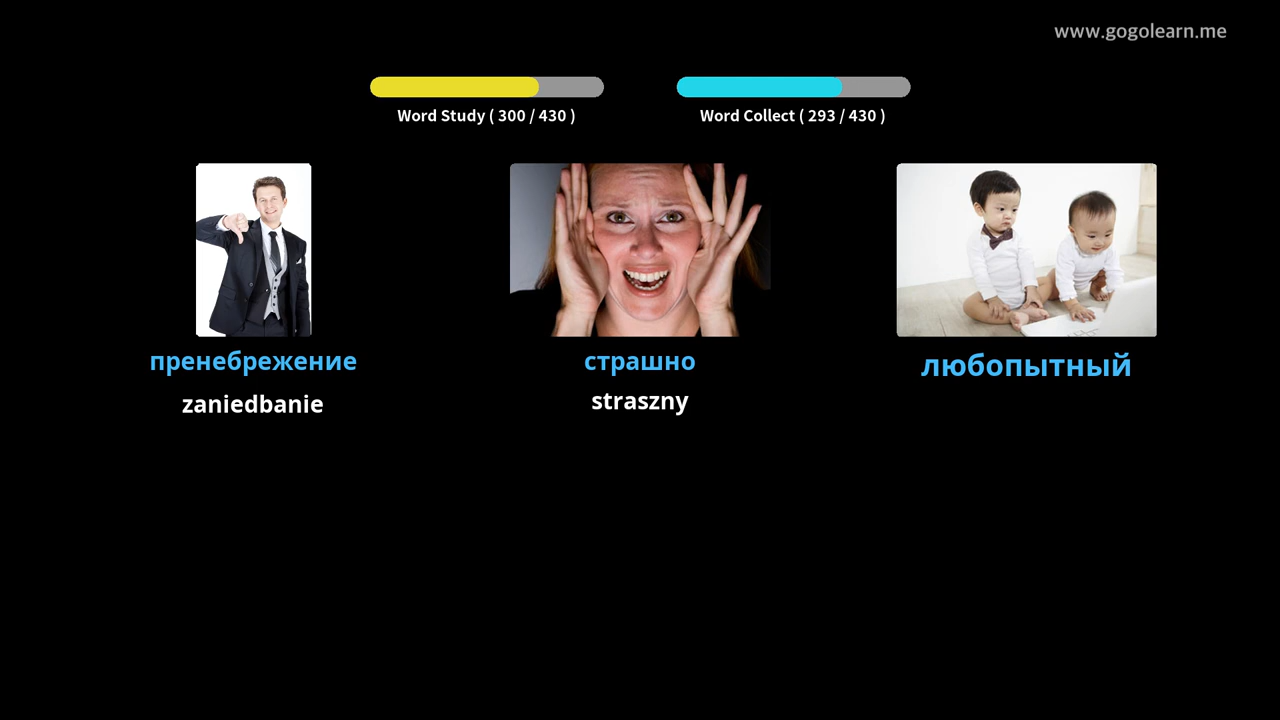 www.gogolearn.me
Word Study ( 300 / 430 )
Word Collect ( 293 / 430 )
пренебрежение
страшно
любопытный
zaniedbanie
straszny